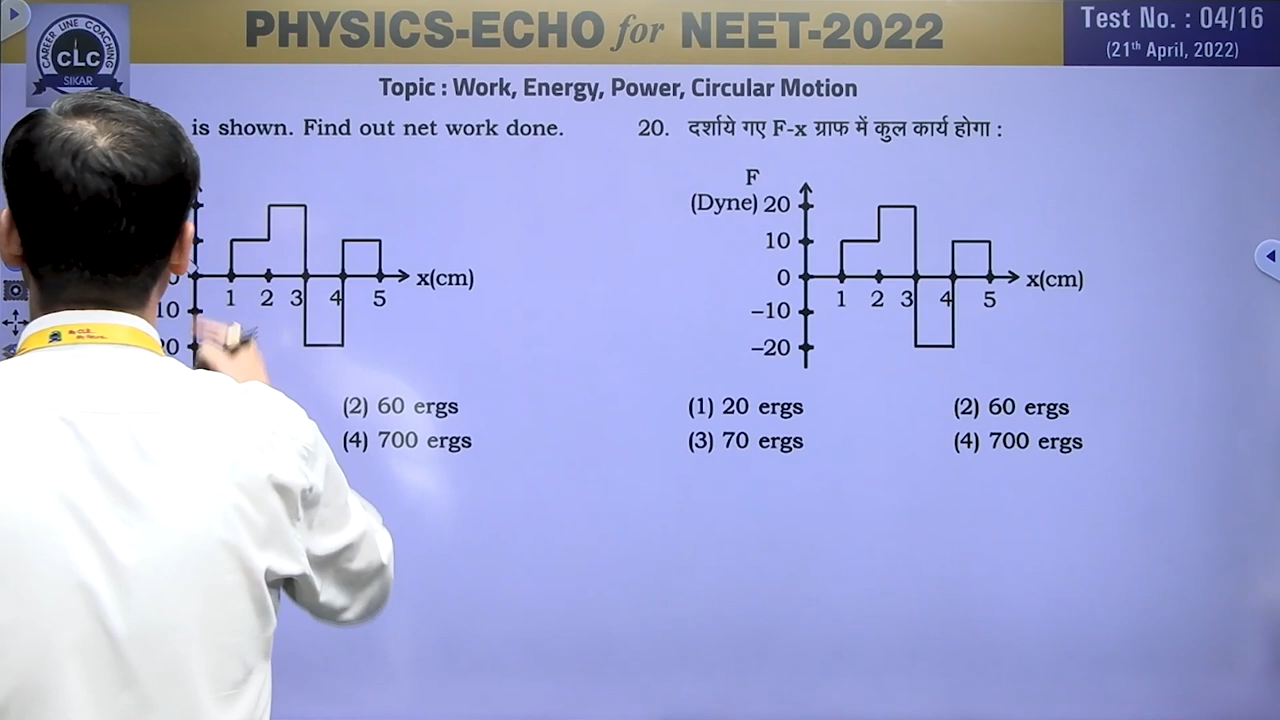 PHYSICS-ECHO for NEET-2022
Test No. : 04/16
(21th April, 2022)
CAREER LINE COACHING
CLC
SIKAR
Topic : Work, Energy, Power, Circular Motion
is shown. Find out net work done.
0
10
20
1 2 3 4 5
x(cm)
(2) 60 ergs
(4) 700 ergs
20. दर्शाये गए F-x ग्राफ में कुल कार्य होगा :
F
(Dyne) 20
10
0
−10
−20
1 2 3 4 5
x(cm)
(1) 20 ergs (2) 60 ergs
(3) 70 ergs (4) 700 ergs